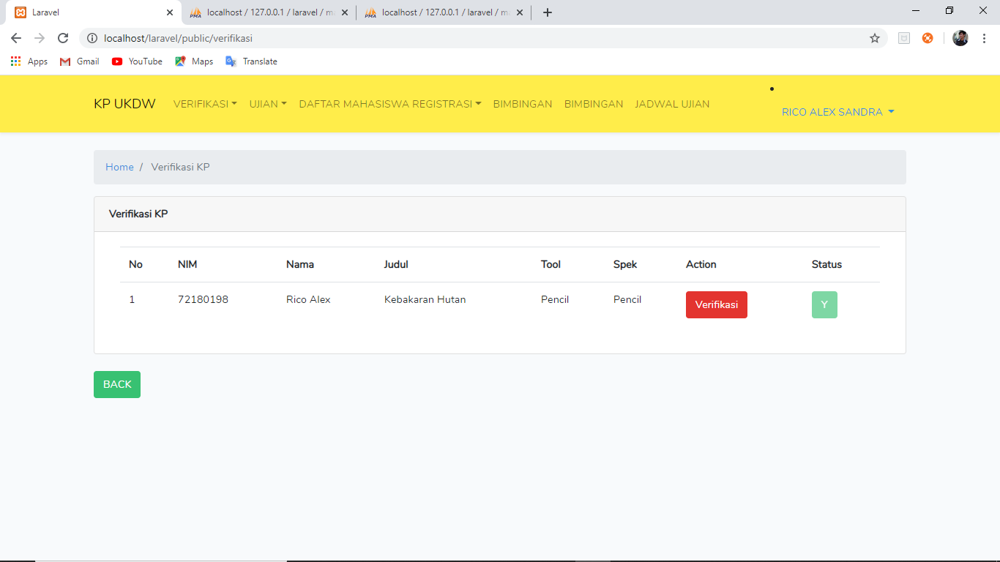 Laravel
localhost / 127.0.0.1 / laravel / m
localhost / 127.0.0.1 / laravel / m
localhost/laravel/public/verifikasi
Apps Gmail YouTube Maps Translate
KP UKDW VERIFIKASI UJIAN DAFTAR MAHASISWA REGISTRASI BIMBINGAN BIMBINGAN JADWAL UJIAN
RICO ALEX SANDRA
Home / Verifikasi KP
Verifikasi KP
No NIM Nama Judul Tool Spek Action Status
1 72180198 Rico Alex Kebakaran Hutan Pencil Pencil Verifikasi Y
BACK